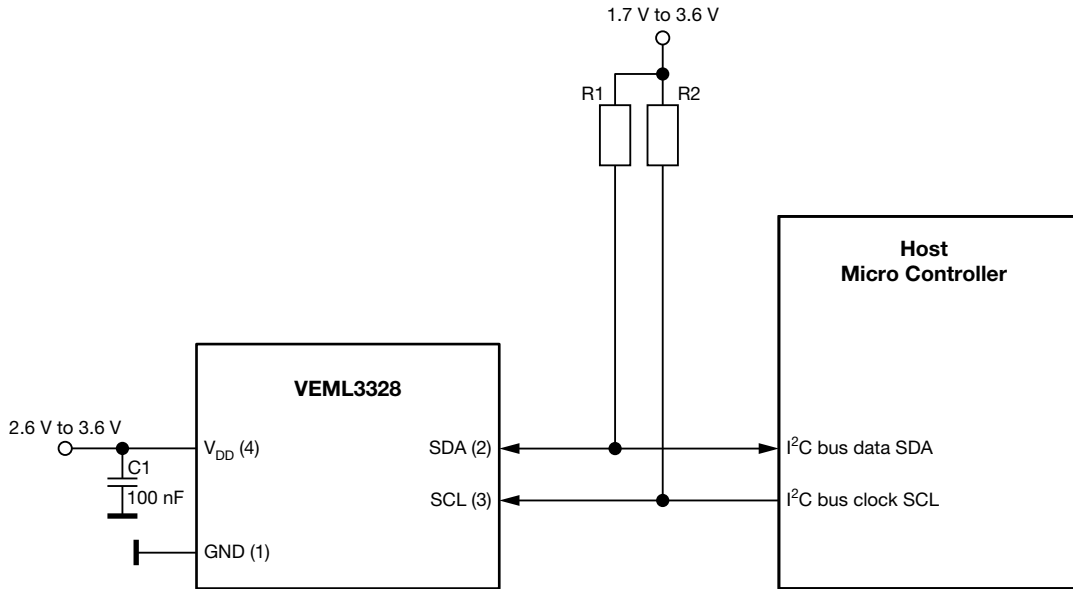 1.7 V to 3.6 V
R1
R2
Host
Micro Controller
VEML3328
2.6 V to 3.6 V
V_DD (4)
SDA (2)
I²C bus data SDA
C1
100 nF
SCL (3)
I²C bus clock SCL
GND (1)